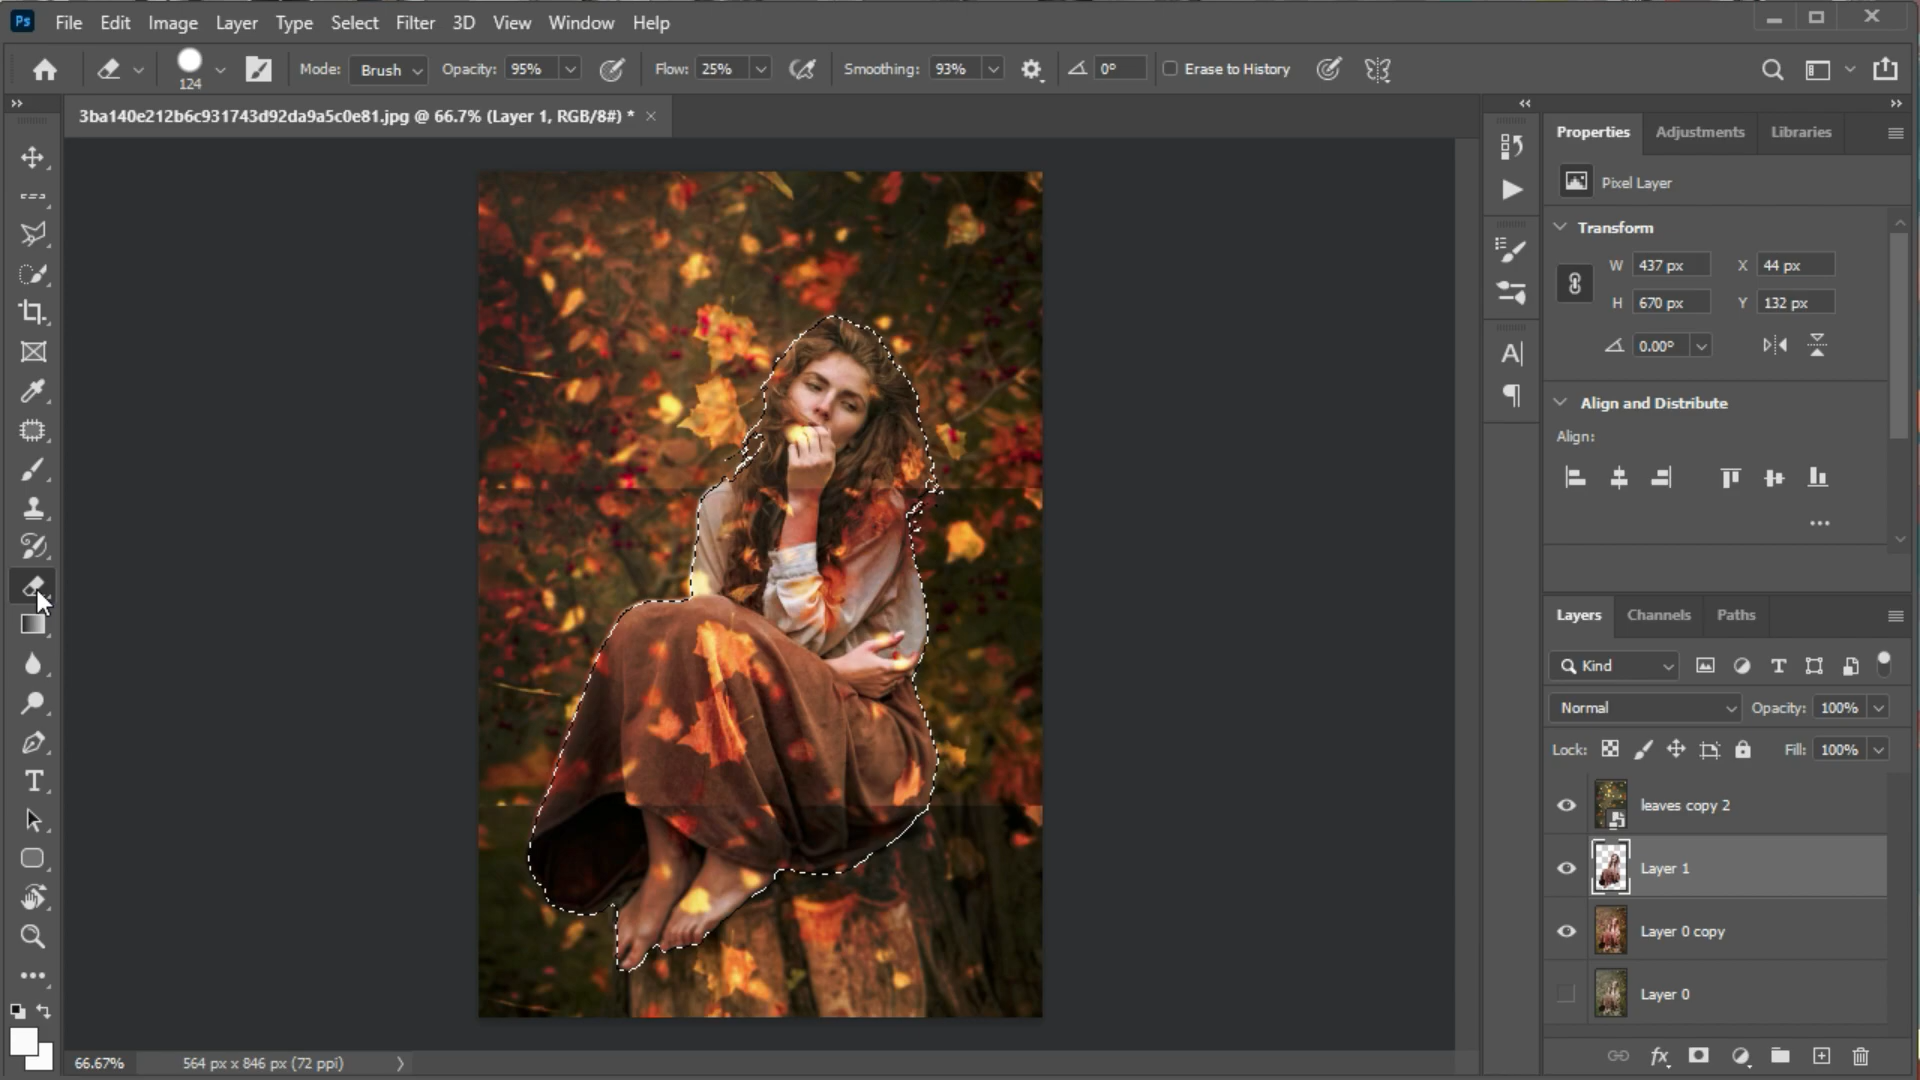 Ps File Edit Image Layer Type Select Filter 3D View Window Help
124 Mode: Brush Opacity: 95% Flow: 25% Smoothing: 93% 0° Erase to History
3ba140e212b6c931743d92da9a5c0e81.jpg @ 66.7% (Layer 1, RGB/8#) *
Properties Adjustments Libraries
Pixel Layer
Transform
W 437 px X 44 px
H 670 px Y 132 px
0.00°
Align and Distribute
Align:
Layers Channels Paths
Kind
Normal Opacity: 100%
Lock: Fill: 100%
leaves copy 2
Layer 1
Layer 0 copy
Layer 0
66.67% 564 px x 846 px (72 ppi)